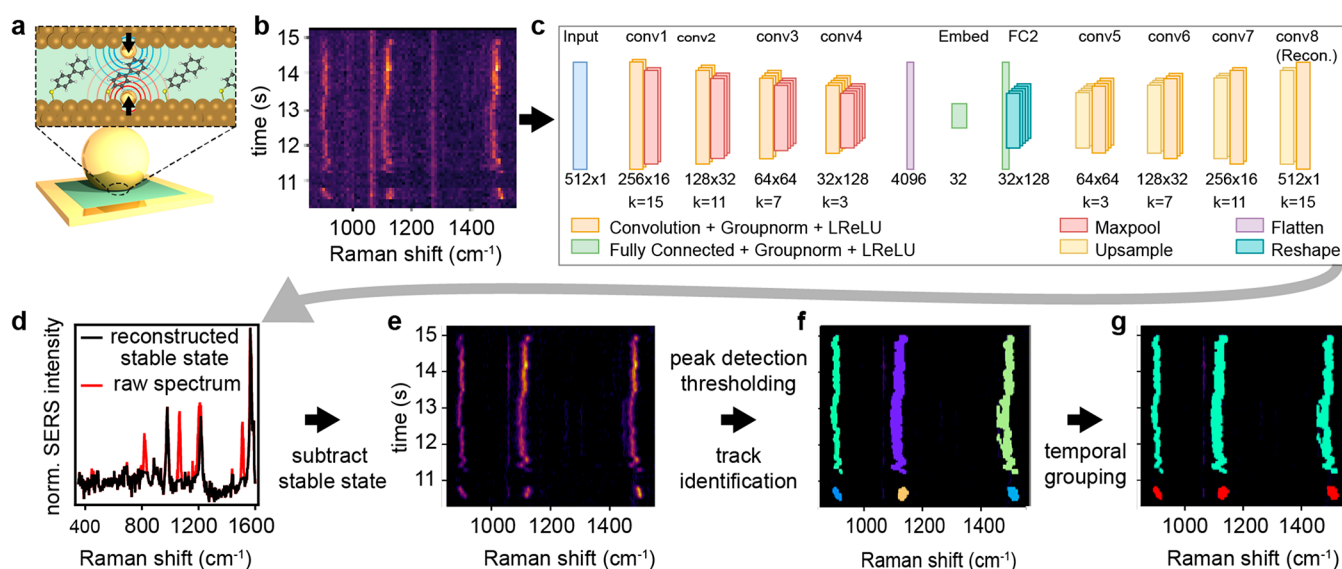 a
b
15
14
13
12
11
time (s)
1000 1200 1400
Raman shift (cm⁻¹)
c
Input conv1 conv2 conv3 conv4 Embed FC2 conv5 conv6 conv7 conv8
(Recon.)
512x1 256x16 128x32 64x64 32x128 4096 32 32x128 64x64 128x32 256x16 512x1
k=15 k=11 k=7 k=3 k=3 k=7 k=11 k=15
Convolution + Groupnorm + LReLU Maxpool Flatten
Fully Connected + Groupnorm + LReLU Upsample Reshape
d
norm. SERS intensity
reconstructed
stable state
raw spectrum
400 800 1200 1600
Raman shift (cm⁻¹)
subtract
stable state
e
15
14
13
12
11
time (s)
1000 1200 1400
Raman shift (cm⁻¹)
peak detection
thresholding
track
identification
f
1000 1200 1400
Raman shift (cm⁻¹)
temporal
grouping
g
1000 1200 1400
Raman shift (cm⁻¹)